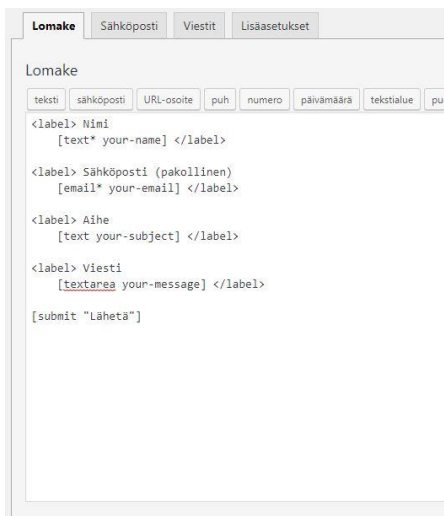 Lomake Sähköposti Viestit Lisäasetukset
Lomake
teksti sähköposti URL-osoite puh numero päivämäärä tekstialue
<label> Nimi
[text* your-name] </label>
<label> Sähköposti (pakollinen)
[email* your-email] </label>
<label> Aihe
[text your-subject] </label>
<label> Viesti
[textarea your-message] </label>
[submit "Lähetä"]